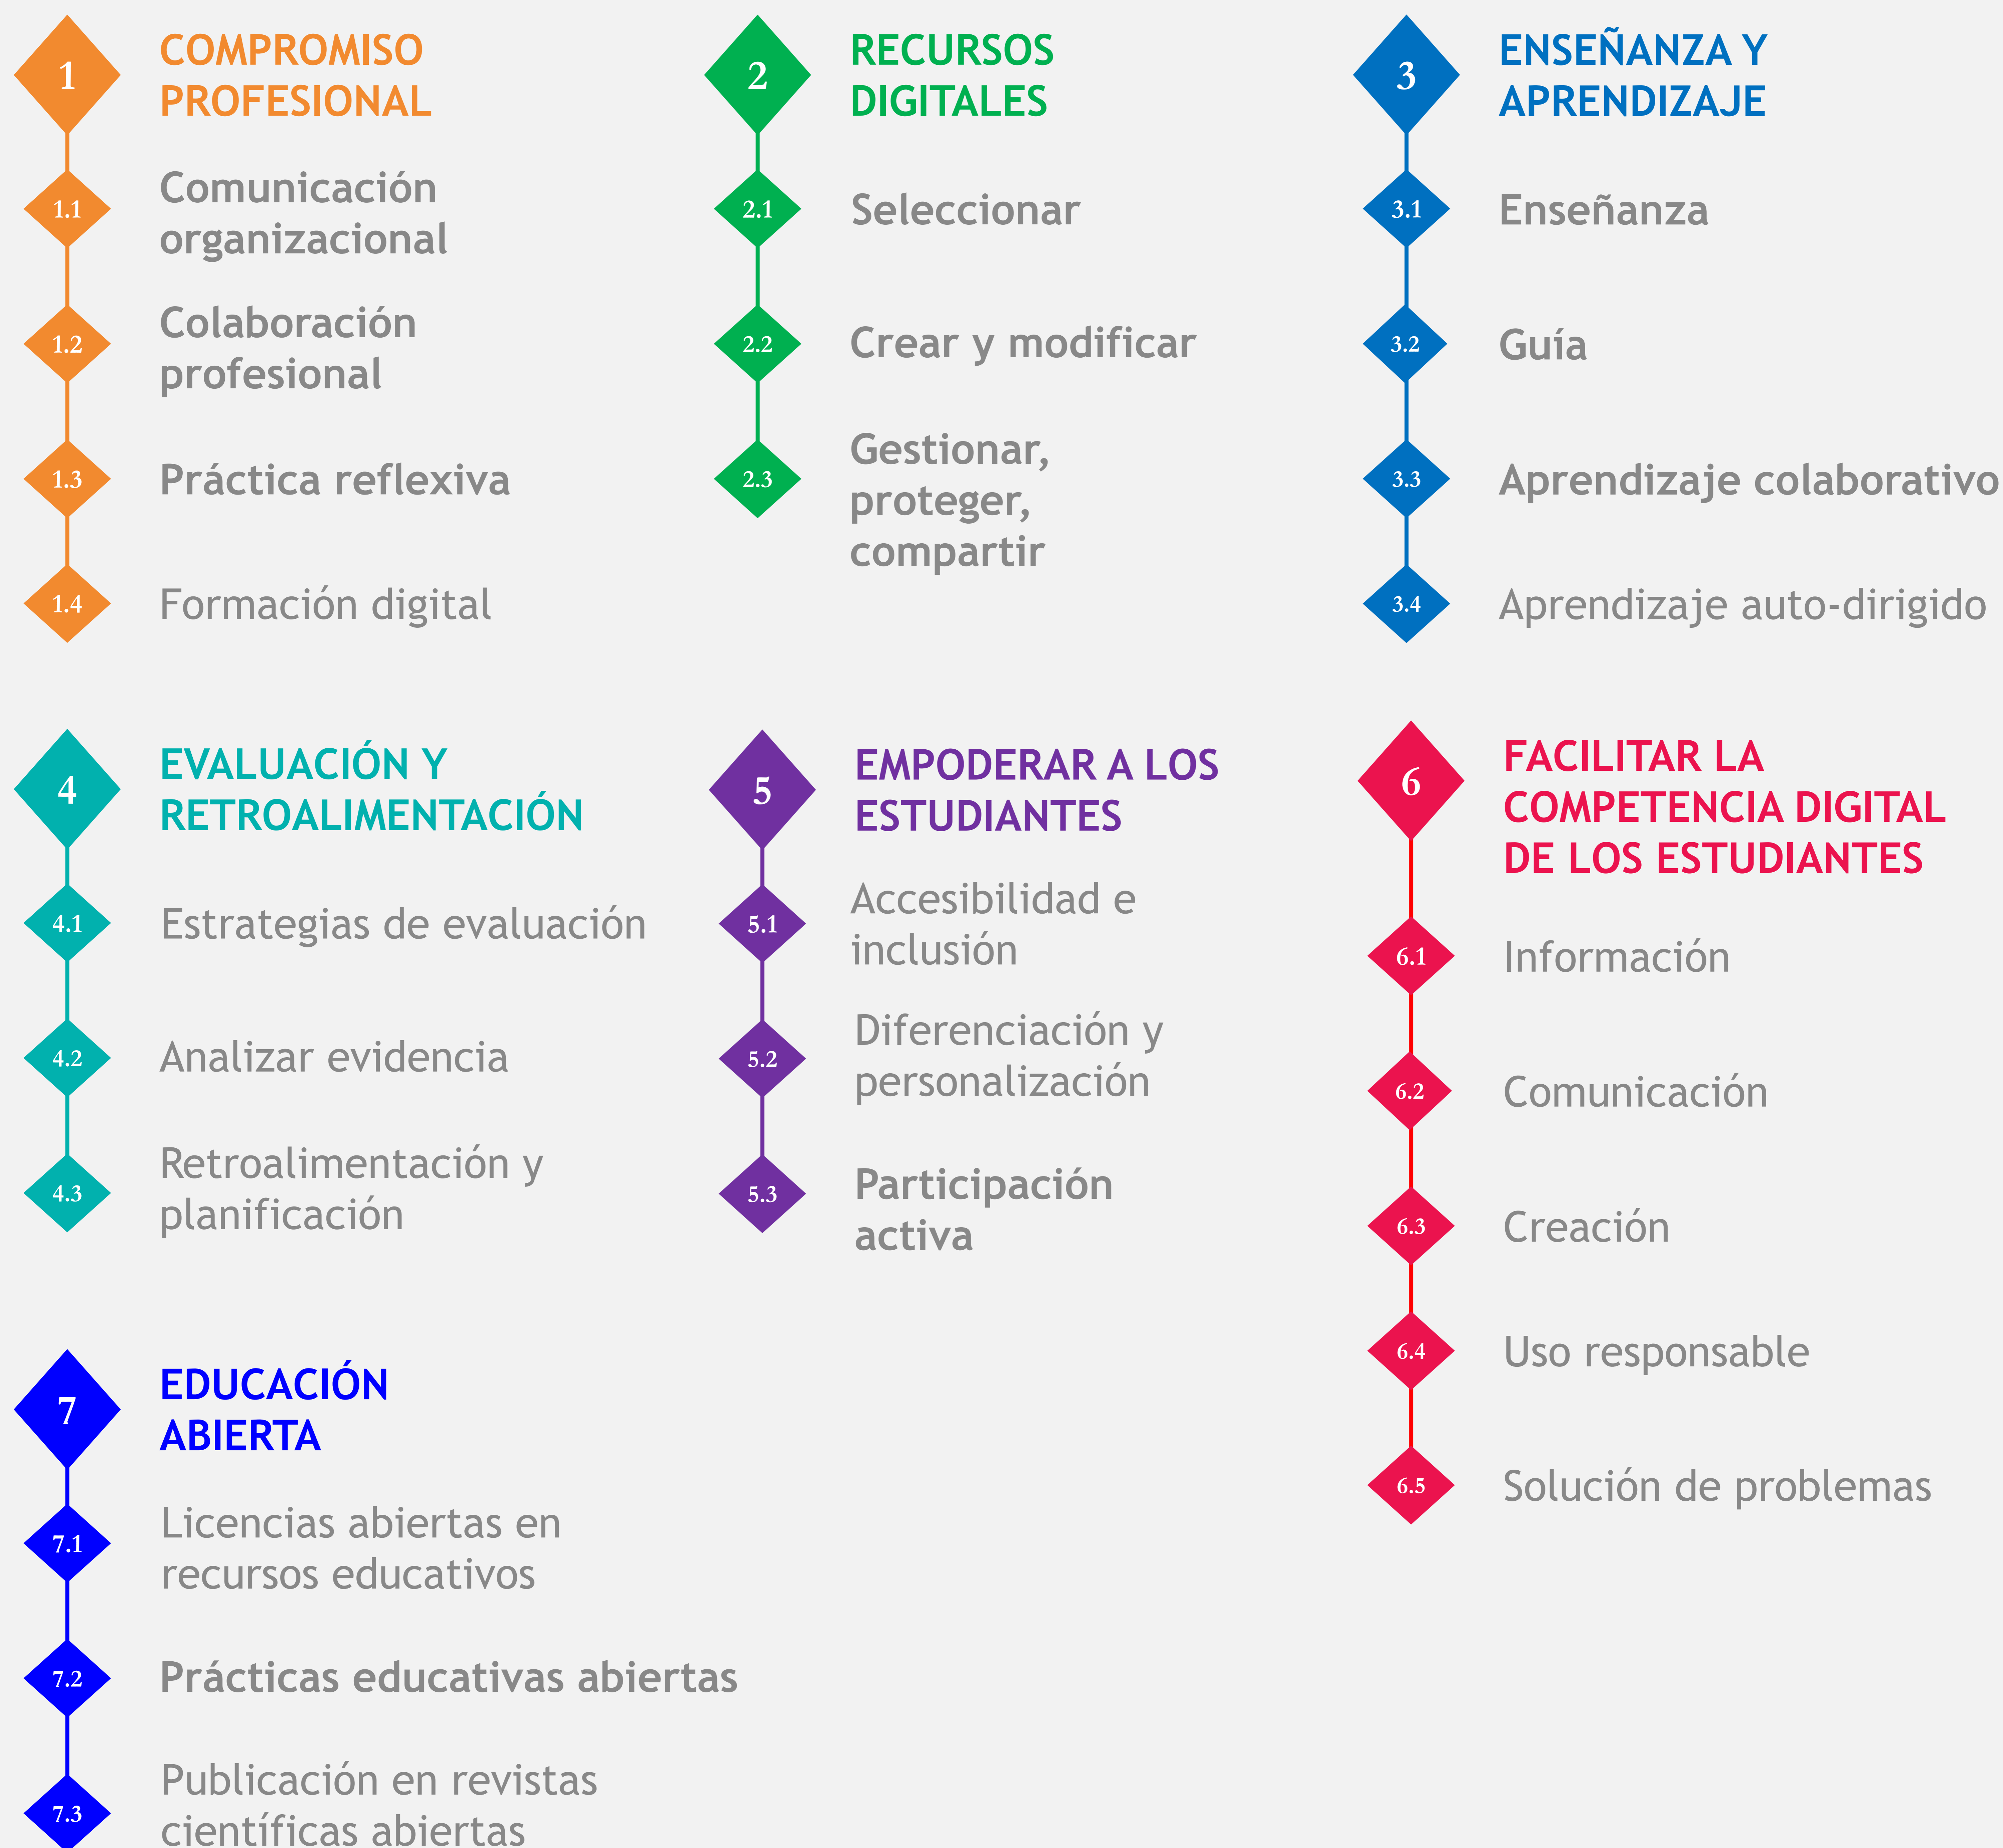 1
COMPROMISO
PROFESIONAL
1.1
Comunicación
organizacional
1.2
Colaboración
profesional
1.3
Práctica reflexiva
1.4
Formación digital
2
RECURSOS
DIGITALES
2.1
Seleccionar
2.2
Crear y modificar
2.3
Gestionar,
proteger,
compartir
3
ENSEÑANZA Y
APRENDIZAJE
3.1
Enseñanza
3.2
Guía
3.3
Aprendizaje colaborativo
3.4
Aprendizaje auto-dirigido
4
EVALUACIÓN Y
RETROALIMENTACIÓN
4.1
Estrategias de evaluación
4.2
Analizar evidencia
4.3
Retroalimentación y
planificación
5
EMPODERAR A LOS
ESTUDIANTES
5.1
Accesibilidad e
inclusión
5.2
Diferenciación y
personalización
5.3
Participación
activa
6
FACILITAR LA
COMPETENCIA DIGITAL
DE LOS ESTUDIANTES
6.1
Información
6.2
Comunicación
6.3
Creación
6.4
Uso responsable
6.5
Solución de problemas
7
EDUCACIÓN
ABIERTA
7.1
Licencias abiertas en
recursos educativos
7.2
Prácticas educativas abiertas
7.3
Publicación en revistas
científicas abiertas